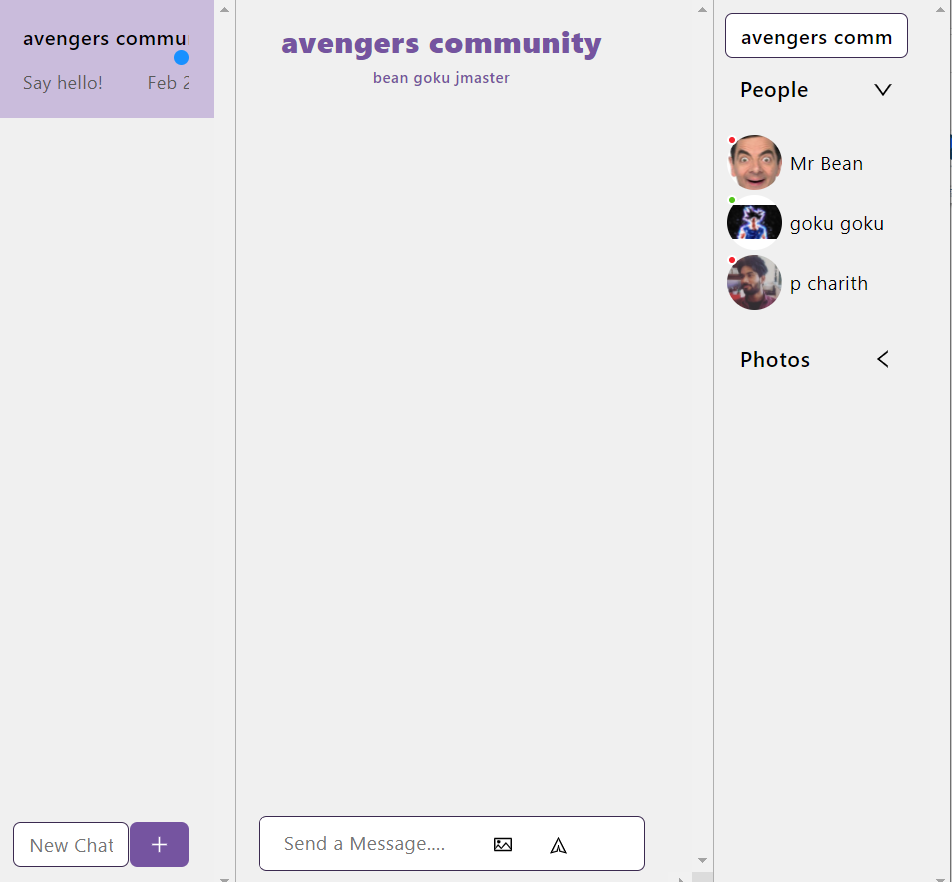 avengers commu
Say hello! Feb 2
New Chat
+
avengers community
bean goku jmaster
Send a Message....
avengers comm
People
Mr Bean
goku goku
p charith
Photos